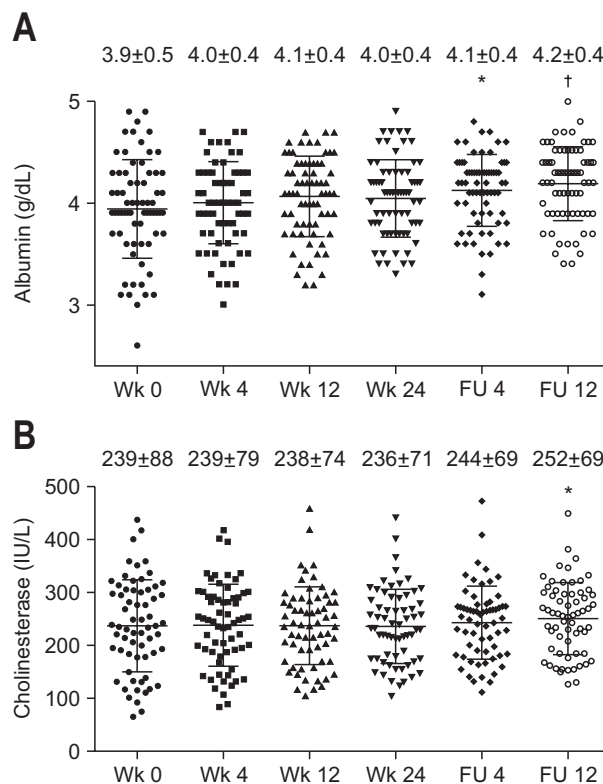 A
3.9±0.5 4.0±0.4 4.1±0.4 4.0±0.4 4.1±0.4 4.2±0.4
* †
5
4
3
Albumin (g/dL)
Wk 0 Wk 4 Wk 12 Wk 24 FU 4 FU 12
B
239±88 239±79 238±74 236±71 244±69 252±69
*
500
400
300
200
100
0
Cholinesterase (IU/L)
Wk 0 Wk 4 Wk 12 Wk 24 FU 4 FU 12